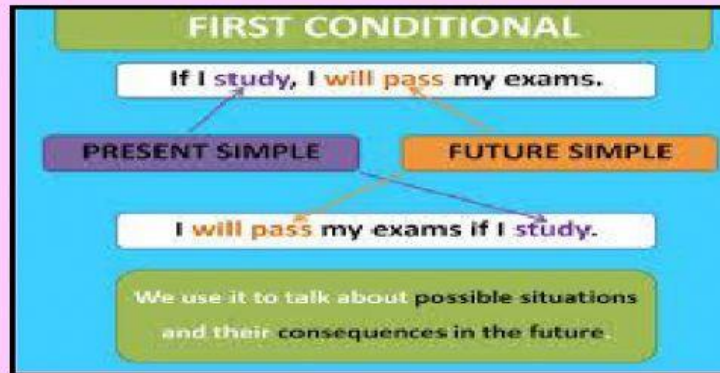 FIRST CONDITIONAL
If I study, I will pass my exams.
PRESENT SIMPLE
FUTURE SIMPLE
I will pass my exams if I study.
We use it to talk about possible situations
and their consequences in the future.